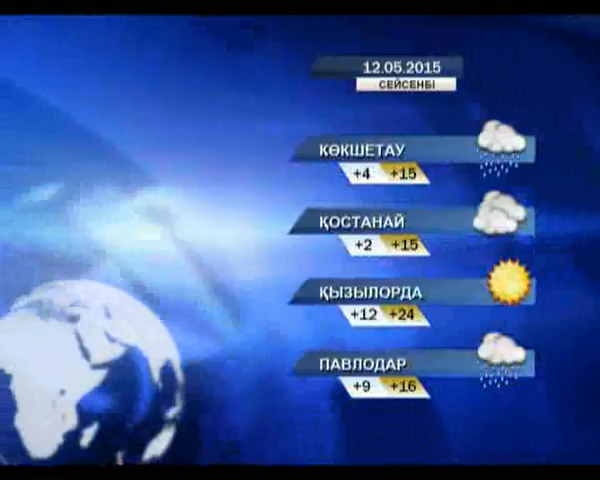 12.05.2015
СЕЙСЕНБІ
КӨКШЕТАУ
+4 +15
ҚОСТАНАЙ
+2 +15
ҚЫЗЫЛОРДА
+12 +24
ПАВЛОДАР
+9 +16